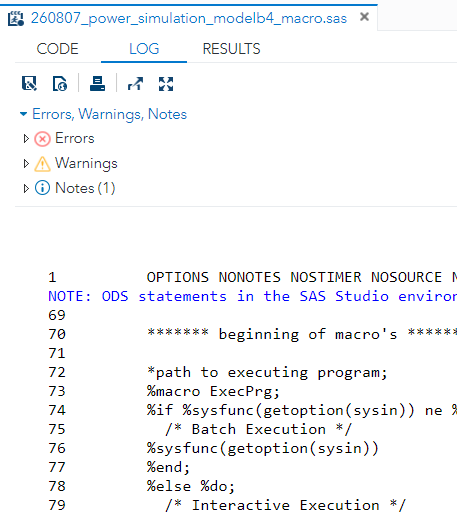 260807_power_simulation_modelb4_macro.sas ×
CODE LOG RESULTS
Errors, Warnings, Notes
Errors
Warnings
Notes (1)
1 OPTIONS NONOTES NOSTIMER NOSOURCE
NOTE: ODS statements in the SAS Studio
69
70 ******* beginning of macro's ******
71
72 *path to executing program;
73 %macro ExecPrg;
74 %if %sysfunc(getoption(sysin)) ne %
75 /* Batch Execution */
76 %sysfunc(getoption(sysin))
77 %end;
78 %else %do;
79 /* Interactive Execution */